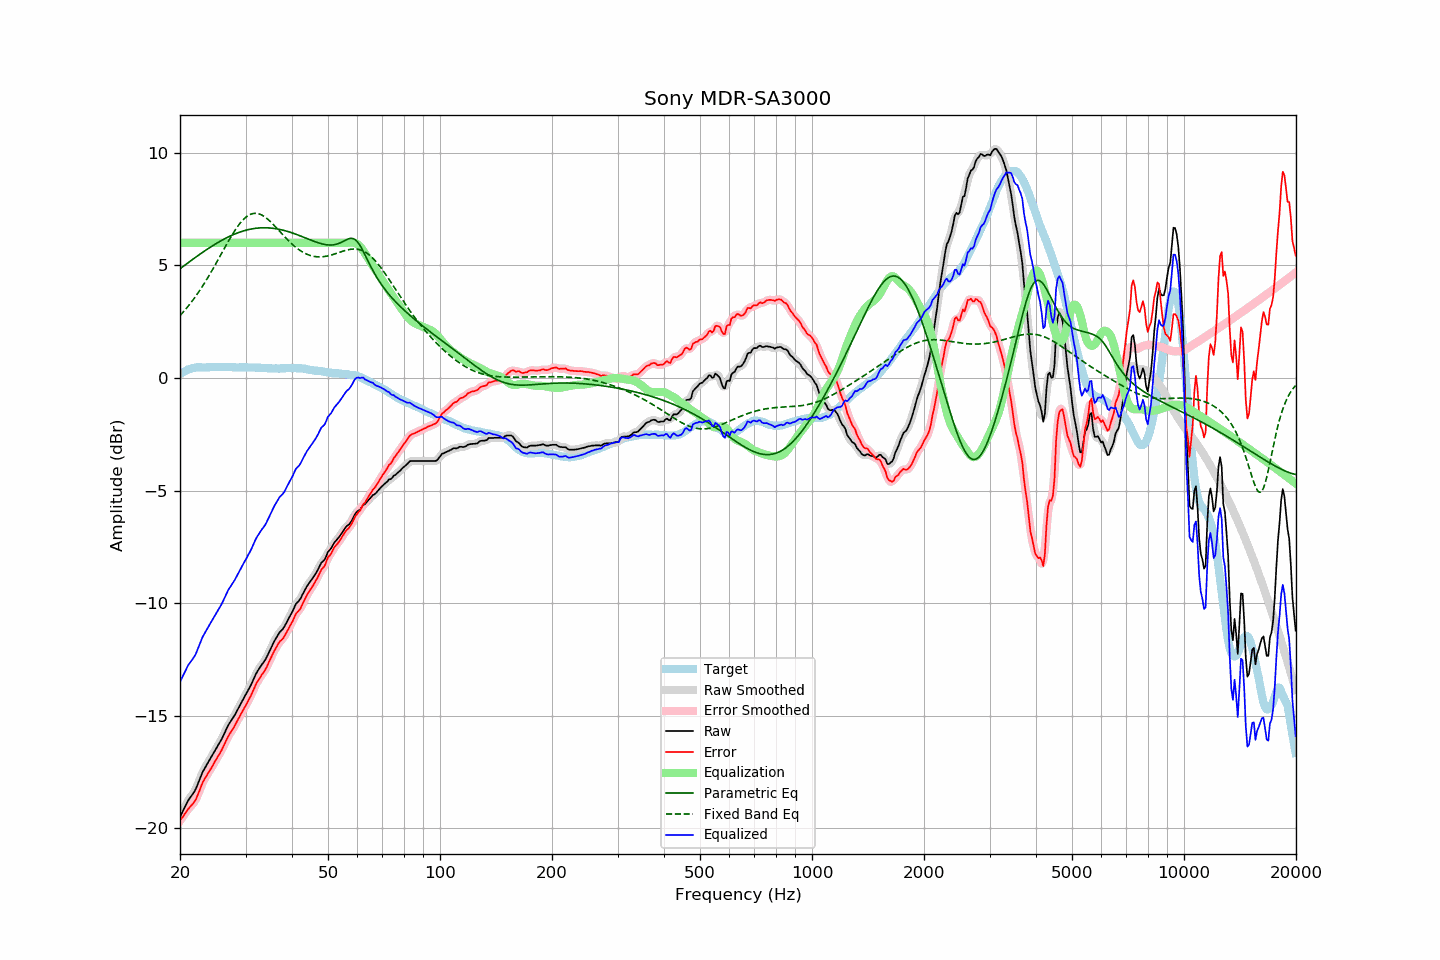 Sony MDR-SA3000
Amplitude (dBr)
10
5
0
−5
−10
−15
−20
Target
Raw Smoothed
Error Smoothed
Raw
Error
Equalization
Parametric Eq
Fixed Band Eq
Equalized
20 50 100 200 500 1000 2000 5000 10000 20000
Frequency (Hz)